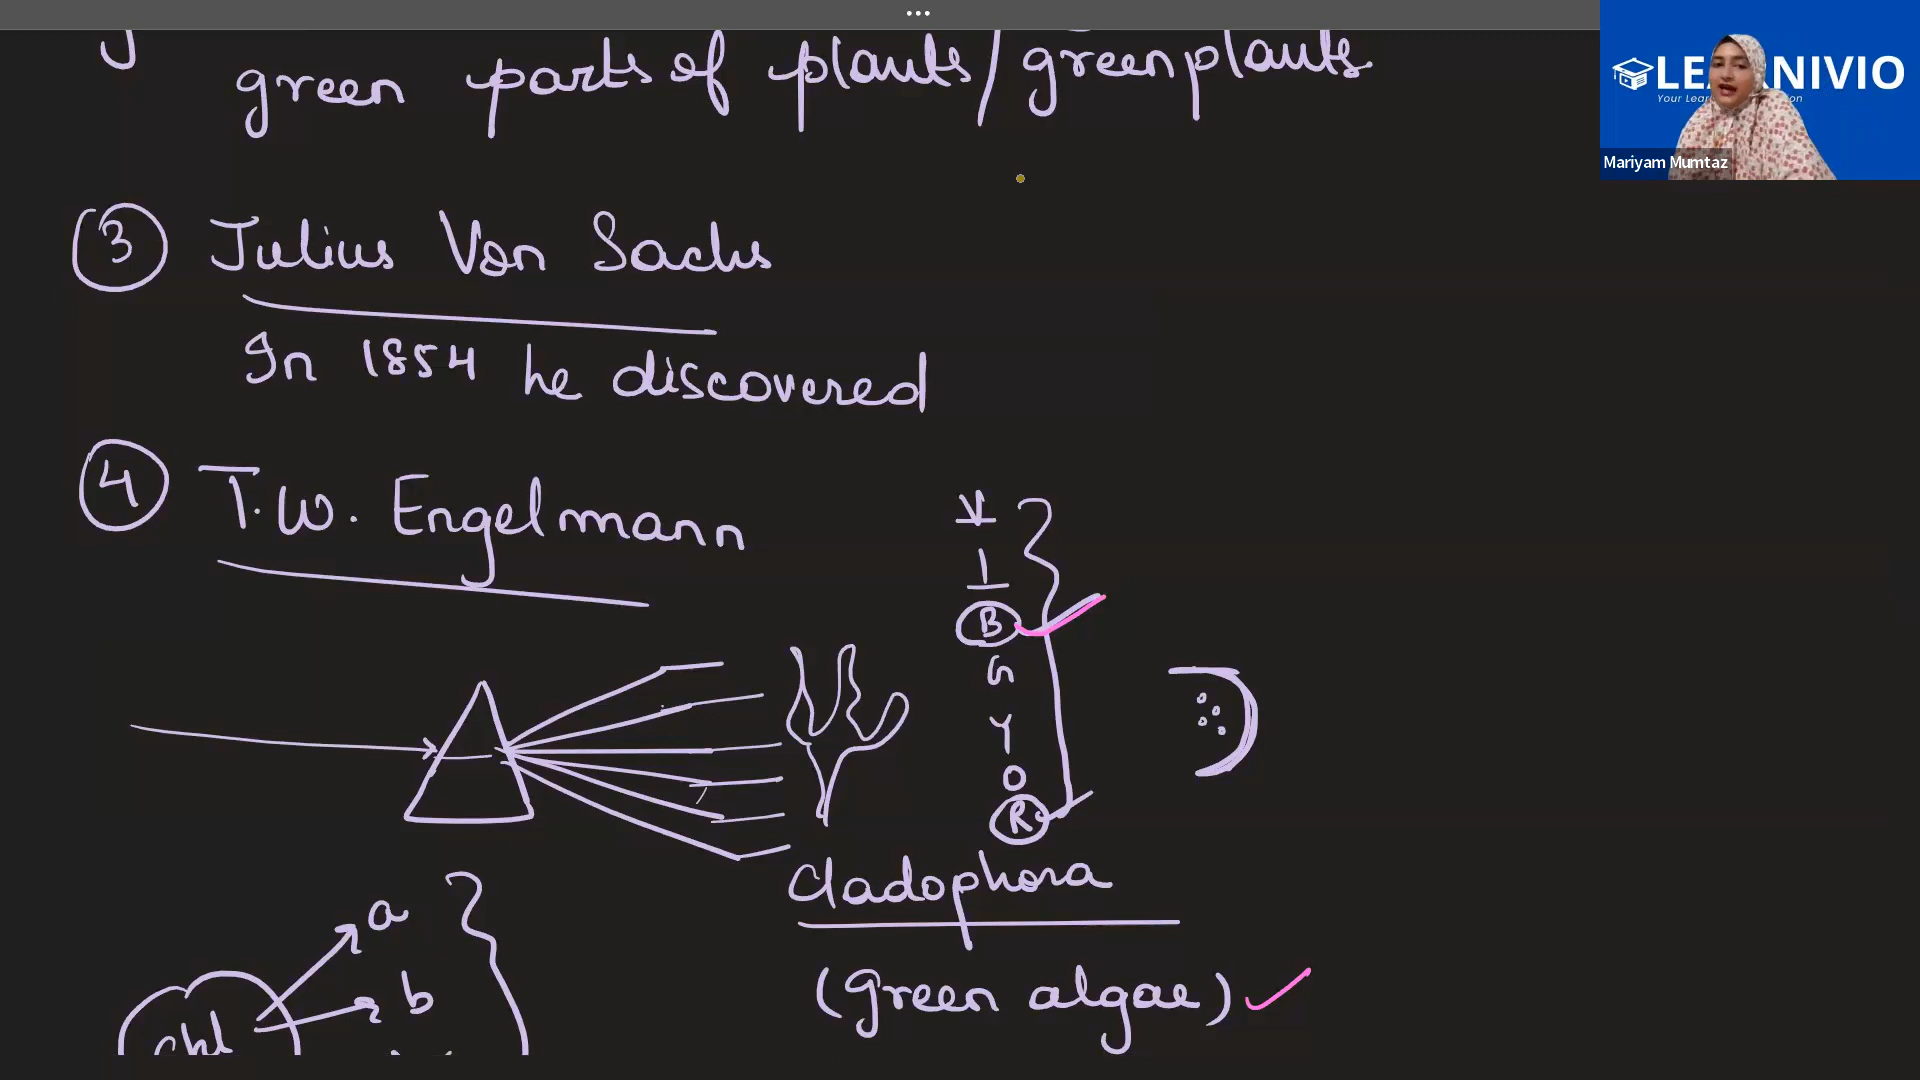 ...
LEARNIVIO
Mariyam Mumtaz
green parts of plants/green plants.
3 Julius Von Sachs
In 1854 he discovered
4 T.W. Engelmann
V
I
B
G
Y
O
R
Cladophora
(Green algae)
a
b
chl